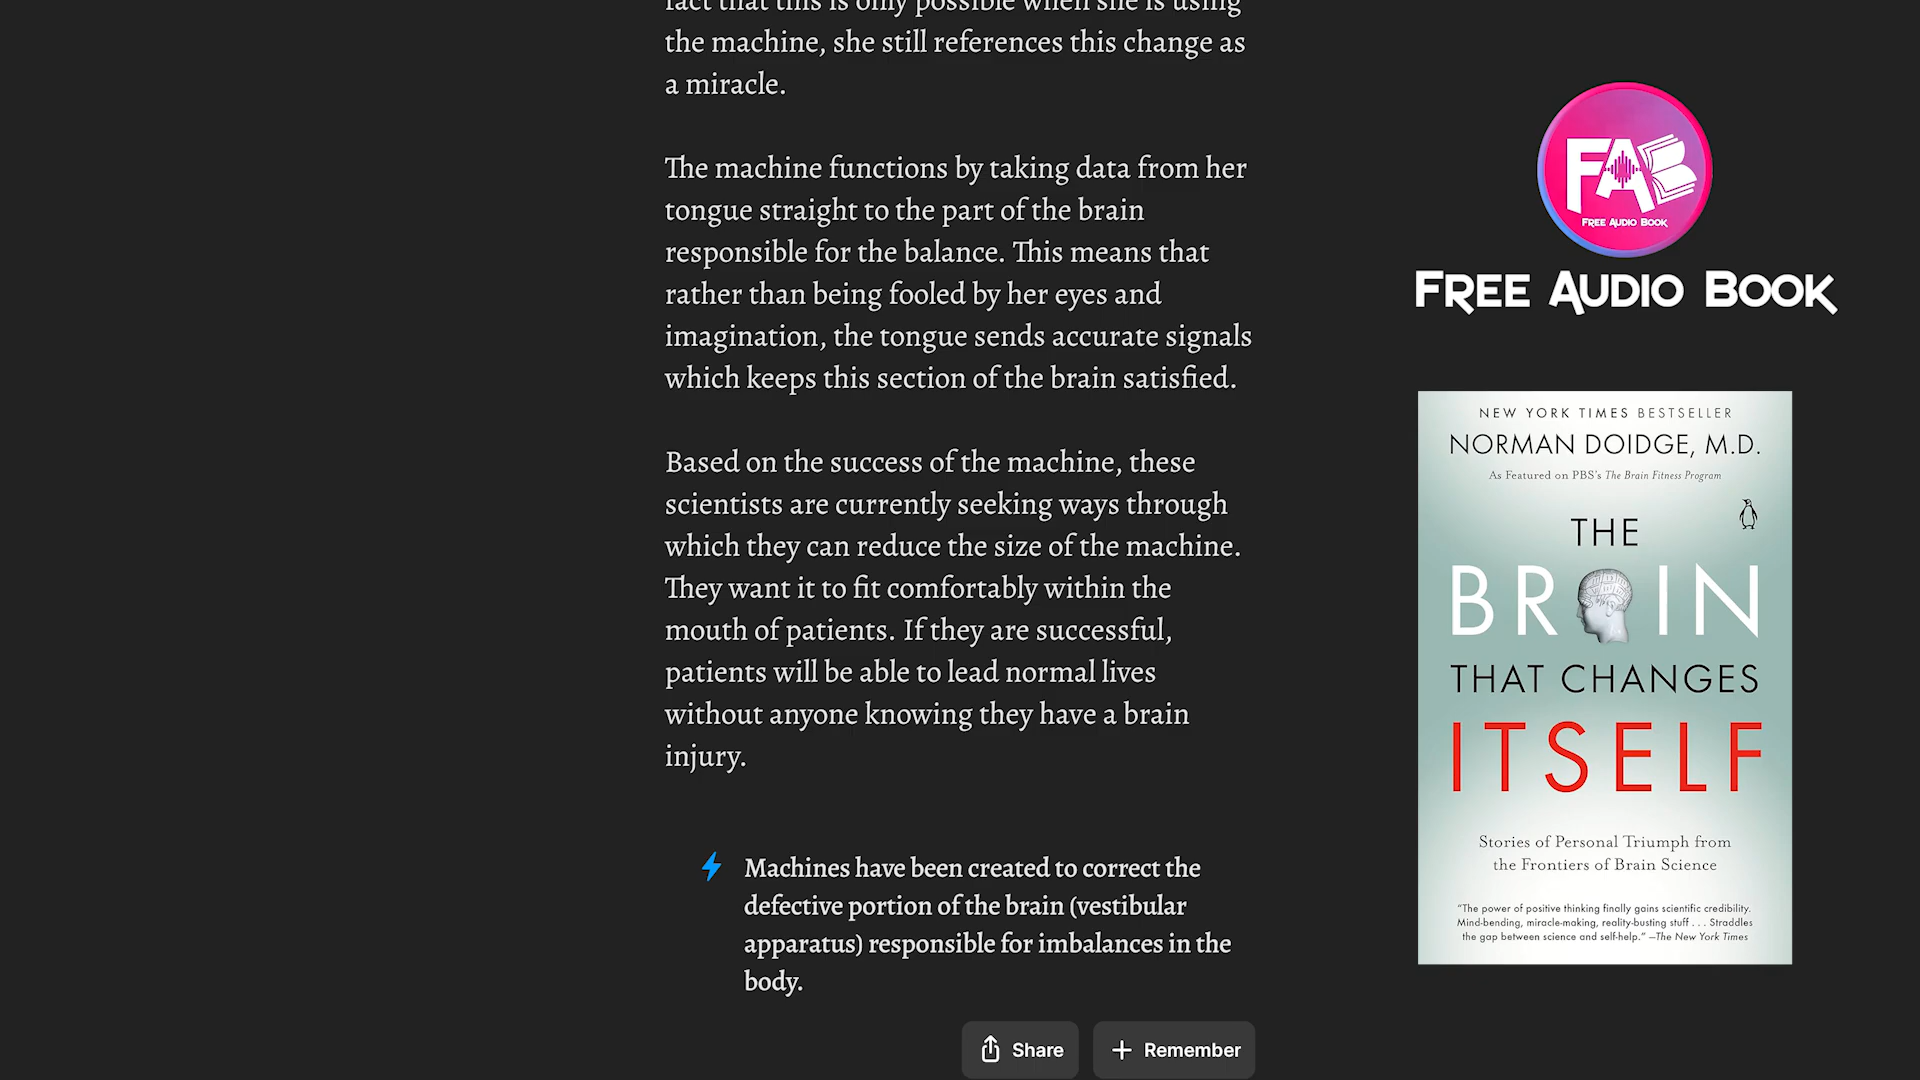 fact that this is only possible when she is using
the machine, she still references this change as
a miracle.
The machine functions by taking data from her
tongue straight to the part of the brain
responsible for the balance. This means that
rather than being fooled by her eyes and
imagination, the tongue sends accurate signals
which keeps this section of the brain satisfied.
Based on the success of the machine, these
scientists are currently seeking ways through
which they can reduce the size of the machine.
They want it to fit comfortably within the
mouth of patients. If they are successful,
patients will be able to lead normal lives
without anyone knowing they have a brain
injury.
Machines have been created to correct the
defective portion of the brain (vestibular
apparatus) responsible for imbalances in the
body.
Share
Remember
FAB
FREE AUDIO BOOK
FREE AUDIO BOOK
NEW YORK TIMES BESTSELLER
NORMAN DOIDGE, M.D.
As Featured on PBS's The Brain Fitness Program
THE
BRAIN
THAT CHANGES
ITSELF
Stories of Personal Triumph from
the Frontiers of Brain Science
"The power of positive thinking finally gains scientific credibility.
Mind-bending, miracle-making, reality-busting stuff . . . Straddles
the gap between science and self-help." —The New York Times